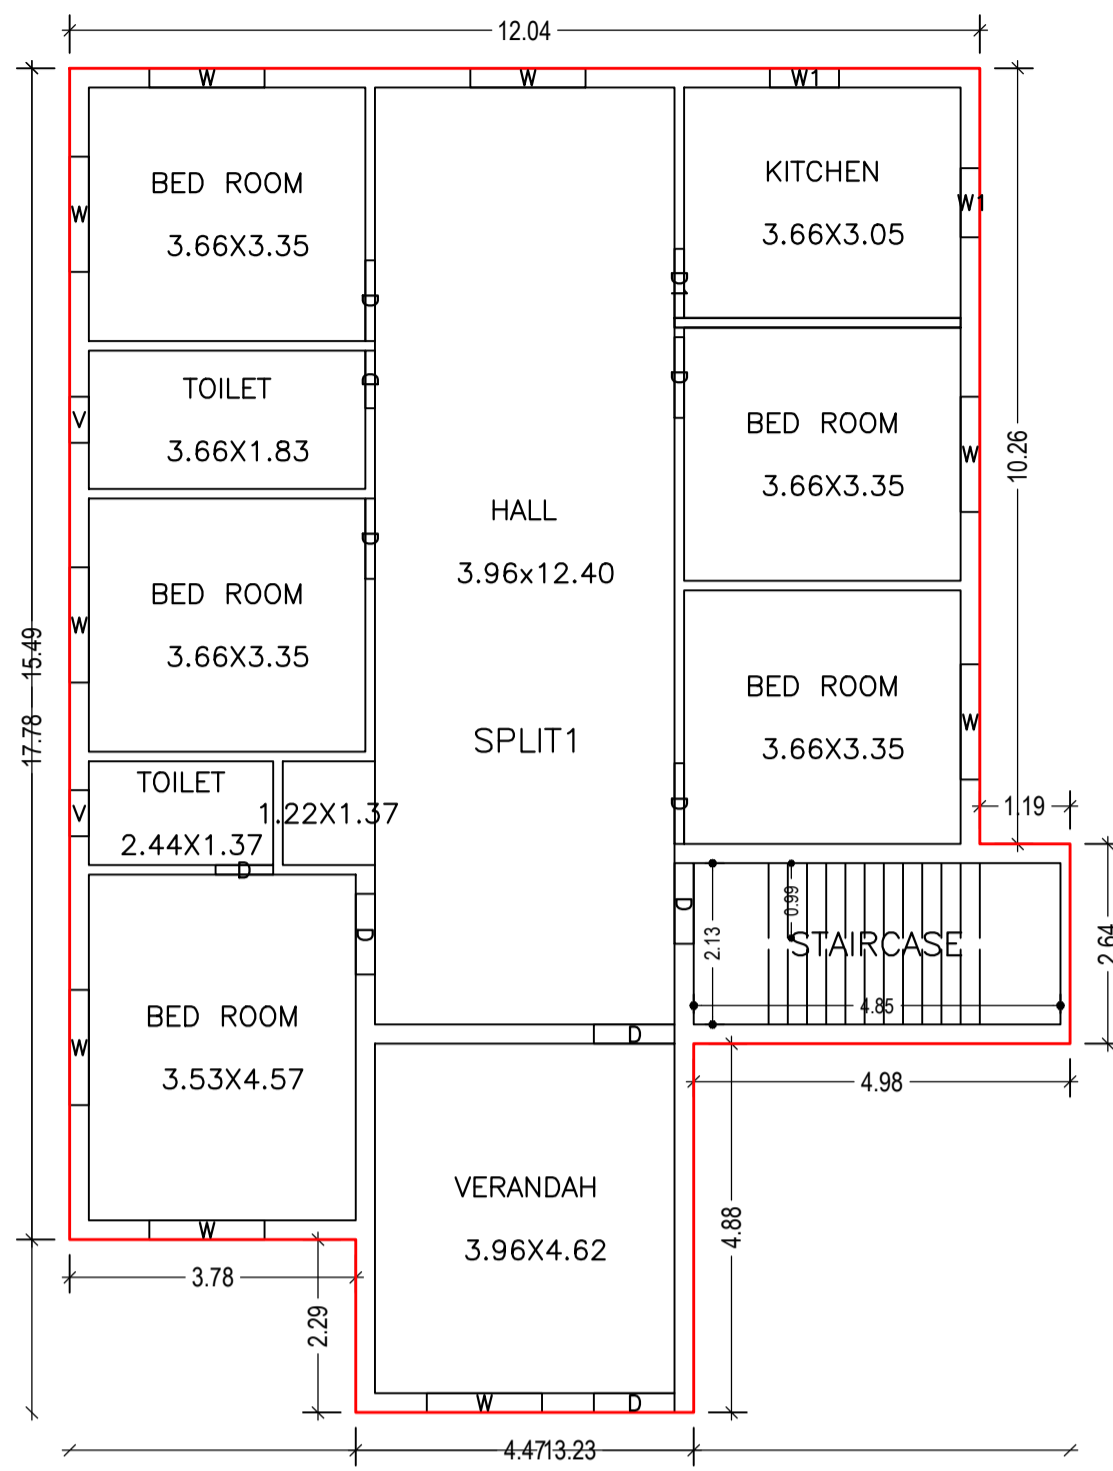 12.04
W
W
W1
BED ROOM
3.66X3.35
KITCHEN
3.66X3.05
W
W1
D
D1
TOILET
3.66X1.83
D
D
V
BED ROOM
3.66X3.35
W
10.26
HALL
3.96x12.40
D
BED ROOM
3.66X3.35
W
15.49
17.78
BED ROOM
3.66X3.35
W
SPLIT1
TOILET
2.44X1.37
1.22X1.37
V
D
D
1.19
D
D
2.13
0.99
STAIRCASE
4.85
2.64
BED ROOM
3.53X4.57
W
D
4.98
VERANDAH
3.96X4.62
4.88
W
3.78
2.29
W
D
4.47
13.23